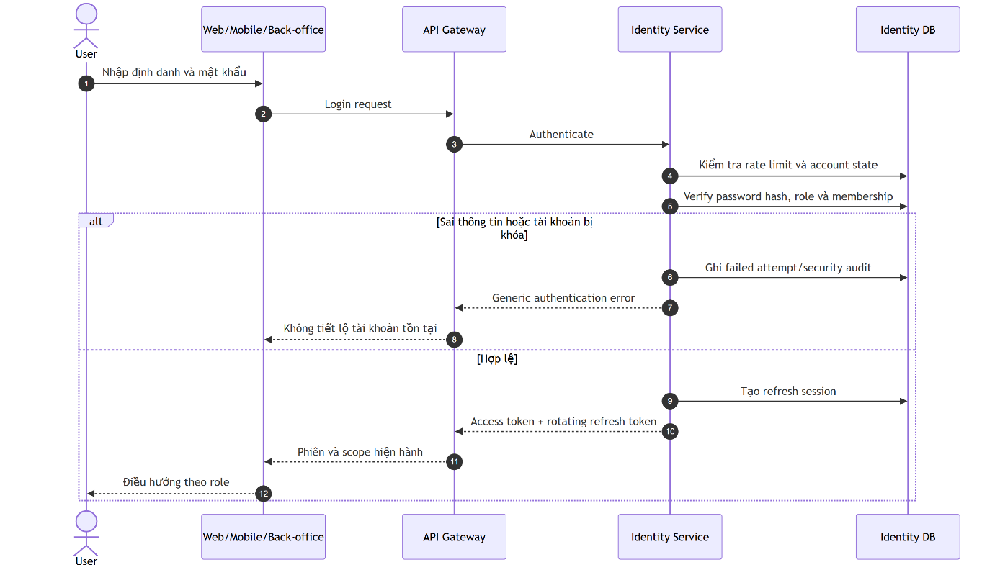 User
Web/Mobile/Back-office
API Gateway
Identity Service
Identity DB
Nhập định danh và mật khẩu
1
Login request
2
Authenticate
3
Kiểm tra rate limit và account state
4
Verify password hash, role và membership
5
alt
[Sai thông tin hoặc tài khoản bị
khóa]
Ghi failed attempt/security audit
6
Generic authentication error
7
Không tiết lộ tài khoản tồn tại
8
[Hợp lệ]
Tạo refresh session
9
Access token + rotating refresh token
10
Phiên và scope hiện hành
11
Điều hướng theo role
12
User
Web/Mobile/Back-office
API Gateway
Identity Service
Identity DB